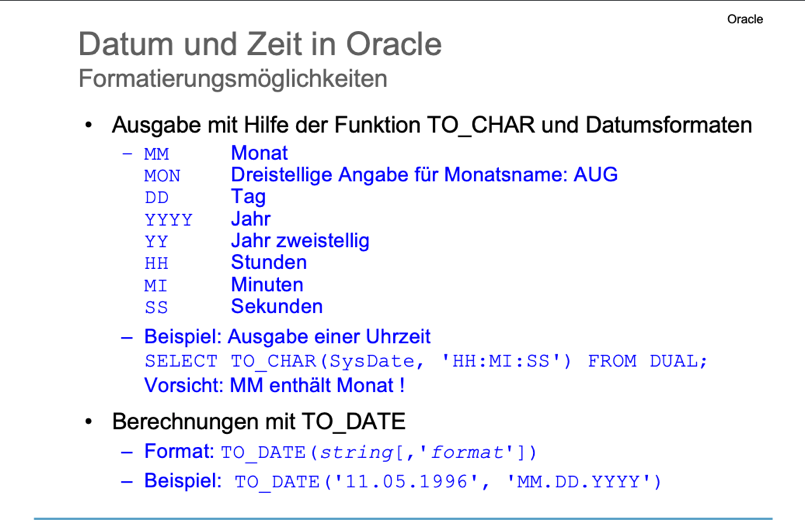 Oracle
Datum und Zeit in Oracle
Formatierungsmöglichkeiten
• Ausgabe mit Hilfe der Funktion TO_CHAR und Datumsformaten
– MM Monat
MON Dreistellige Angabe für Monatsname: AUG
DD Tag
YYYY Jahr
YY Jahr zweistellig
HH Stunden
MI Minuten
SS Sekunden
– Beispiel: Ausgabe einer Uhrzeit
SELECT TO_CHAR(SysDate, 'HH:MI:SS') FROM DUAL;
Vorsicht: MM enthält Monat !
• Berechnungen mit TO_DATE
– Format: TO_DATE(string[,'format'])
– Beispiel: TO_DATE('11.05.1996', 'MM.DD.YYYY')